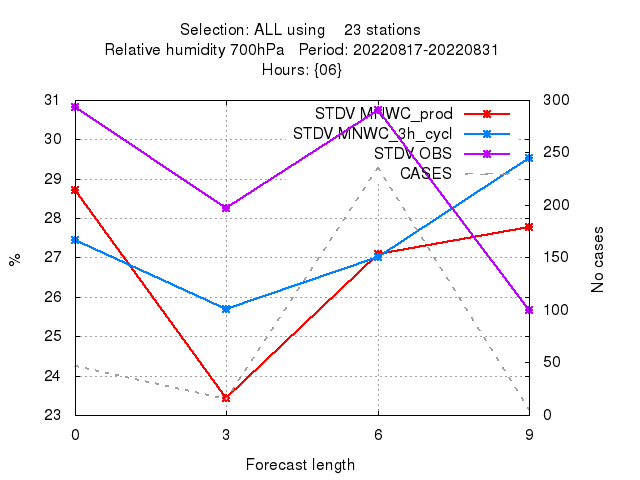 Selection: ALL using 23 stations
Relative humidity 700hPa Period: 20220817-20220831
Hours: {06}
STDV MNWC_prod
STDV MNWC_3h_cycl
STDV OBS
CASES
31
30
29
28
27
26
25
24
23
300
250
200
150
100
50
0
%
No cases
0 3 6 9
Forecast length